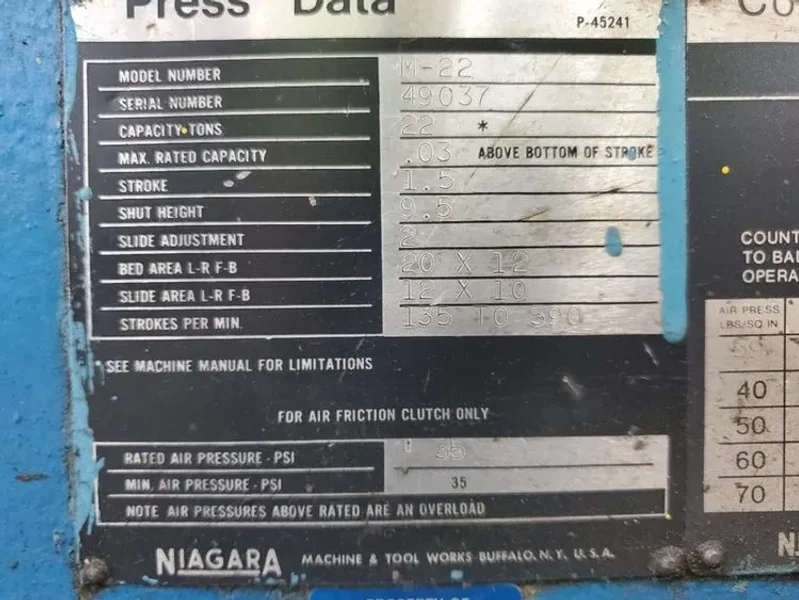 Press Data
P-45241
MODEL NUMBER M-22
SERIAL NUMBER 49037
CAPACITY-TONS 22 *
MAX. RATED CAPACITY .03 ABOVE BOTTOM OF STROKE
STROKE 1.5
SHUT HEIGHT 9.5
SLIDE ADJUSTMENT 2
BED AREA L-R F-B 20 X 12
SLIDE AREA L-R F-B 12 X 10
STROKES PER MIN. 135 TO
SEE MACHINE MANUAL FOR LIMITATIONS
FOR AIR FRICTION CLUTCH ONLY
RATED AIR PRESSURE - PSI
MIN. AIR PRESSURE - PSI 35
NOTE AIR PRESSURES ABOVE RATED ARE AN OVERLOAD
NIAGARA MACHINE & TOOL WORKS BUFFALO, N.Y. U.S.A.
COUNT
TO BAL
OPERA
AIR PRESS
LBS/SQ IN
40
50
60
70